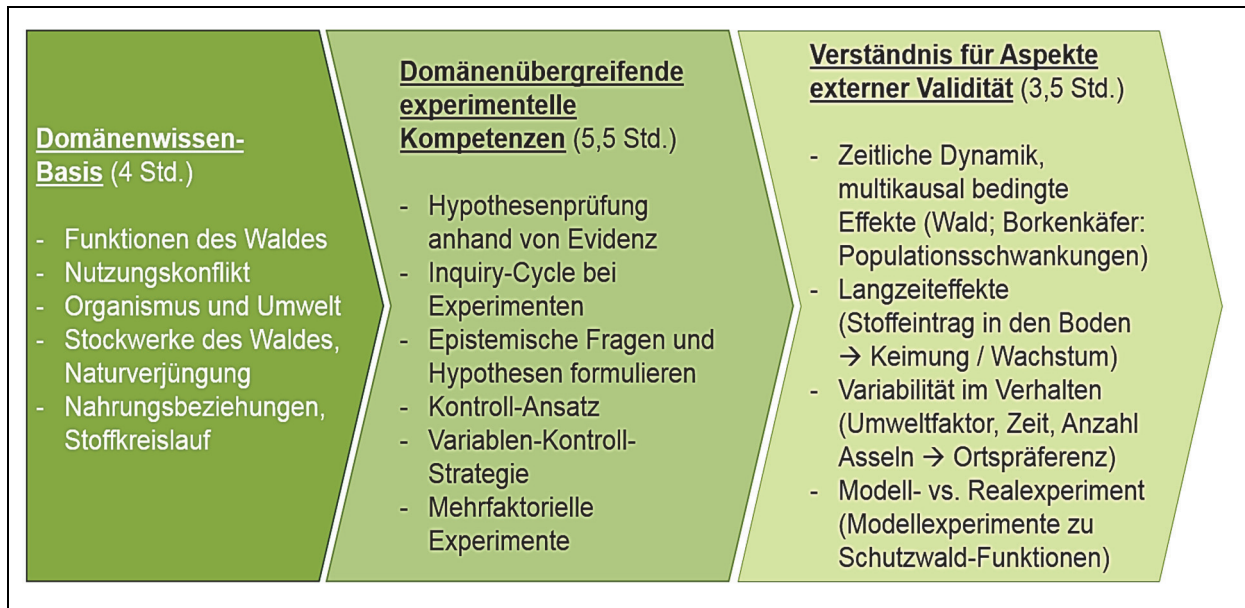 Domänenwissen-
Basis (4 Std.)
- Funktionen des Waldes
- Nutzungskonflikt
- Organismus und Umwelt
- Stockwerke des Waldes,
Naturverjüngung
- Nahrungsbeziehungen,
Stoffkreislauf
Domänenübergreifende
experimentelle
Kompetenzen (5,5 Std.)
- Hypothesenprüfung
anhand von Evidenz
- Inquiry-Cycle bei
Experimenten
- Epistemische Fragen und
Hypothesen formulieren
- Kontroll-Ansatz
- Variablen-Kontroll-
Strategie
- Mehrfaktorielle
Experimente
Verständnis für Aspekte
externer Validität (3,5 Std.)
- Zeitliche Dynamik,
multikausal bedingte
Effekte (Wald; Borkenkäfer:
Populationsschwankungen)
- Langzeiteffekte
(Stoffeintrag in den Boden
→ Keimung / Wachstum)
- Variabilität im Verhalten
(Umweltfaktor, Zeit, Anzahl
Asseln → Ortspräferenz)
- Modell- vs. Realexperiment
(Modellexperimente zu
Schutzwald-Funktionen)